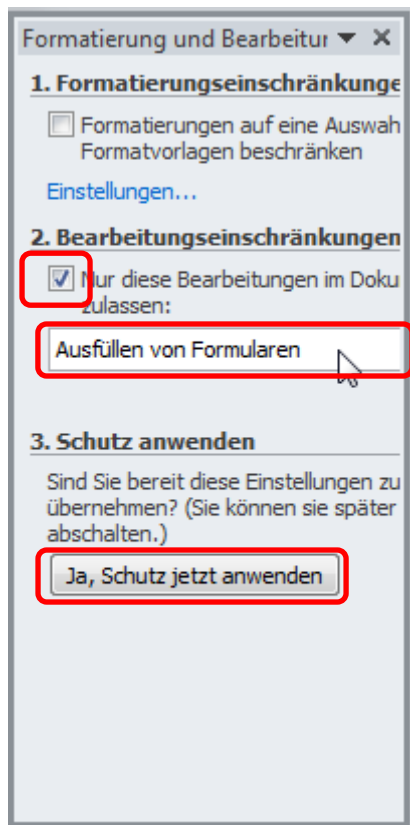 Formatierung und Bearbeitur
1. Formatierungseinschränkunge
Formatierungen auf eine Auswah
Formatvorlagen beschränken
Einstellungen...
2. Bearbeitungseinschränkungen
Nur diese Bearbeitungen im Doku
zulassen:
Ausfüllen von Formularen
3. Schutz anwenden
Sind Sie bereit diese Einstellungen zu
übernehmen? (Sie können sie später
abschalten.)
Ja, Schutz jetzt anwenden